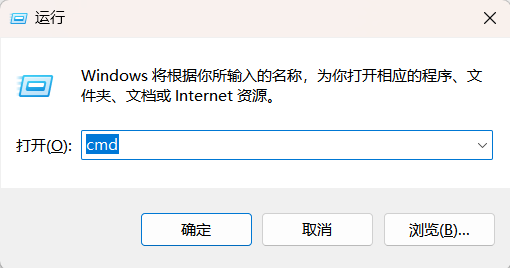 运行
Windows 将根据你所输入的名称，为你打开相应的程序、文
件夹、文档或 Internet 资源。
打开(O): cmd
确定 取消 浏览(B)...